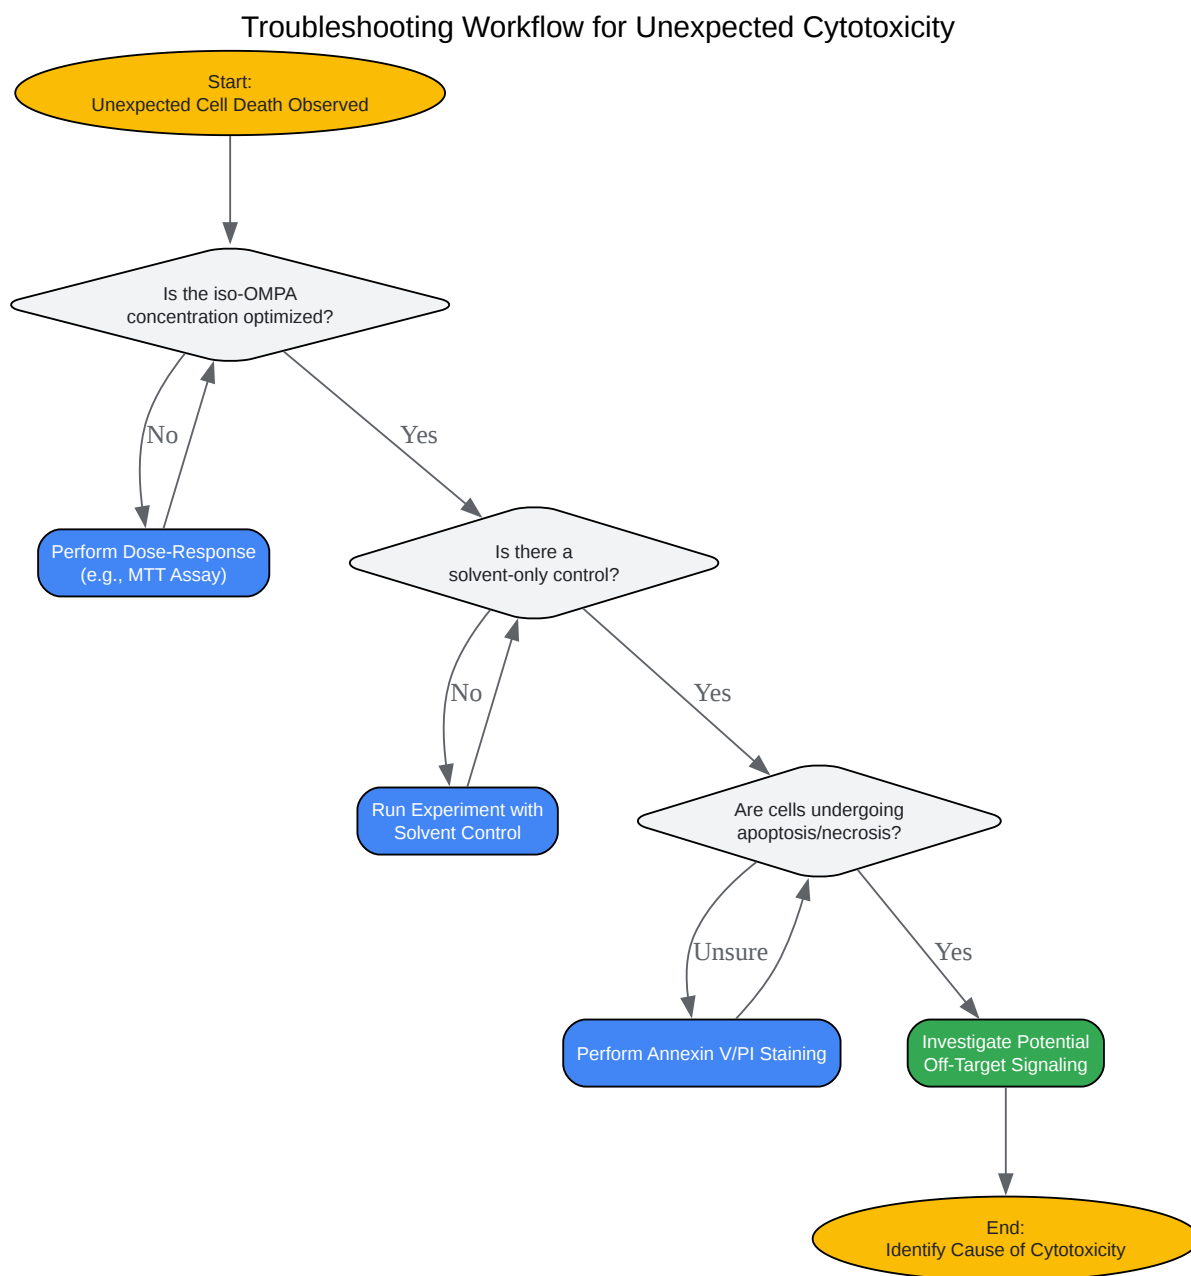 Troubleshooting Workflow for Unexpected Cytotoxicity
Start:
Unexpected Cell Death Observed
Is the iso-OMPA
concentration optimized?
No
Yes
Perform Dose-Response
(e.g., MTT Assay)
Is there a
solvent-only control?
No
Yes
Run Experiment with
Solvent Control
Are cells undergoing
apoptosis/necrosis?
Unsure
Yes
Perform Annexin V/PI Staining
Investigate Potential
Off-Target Signaling
End:
Identify Cause of Cytotoxicity